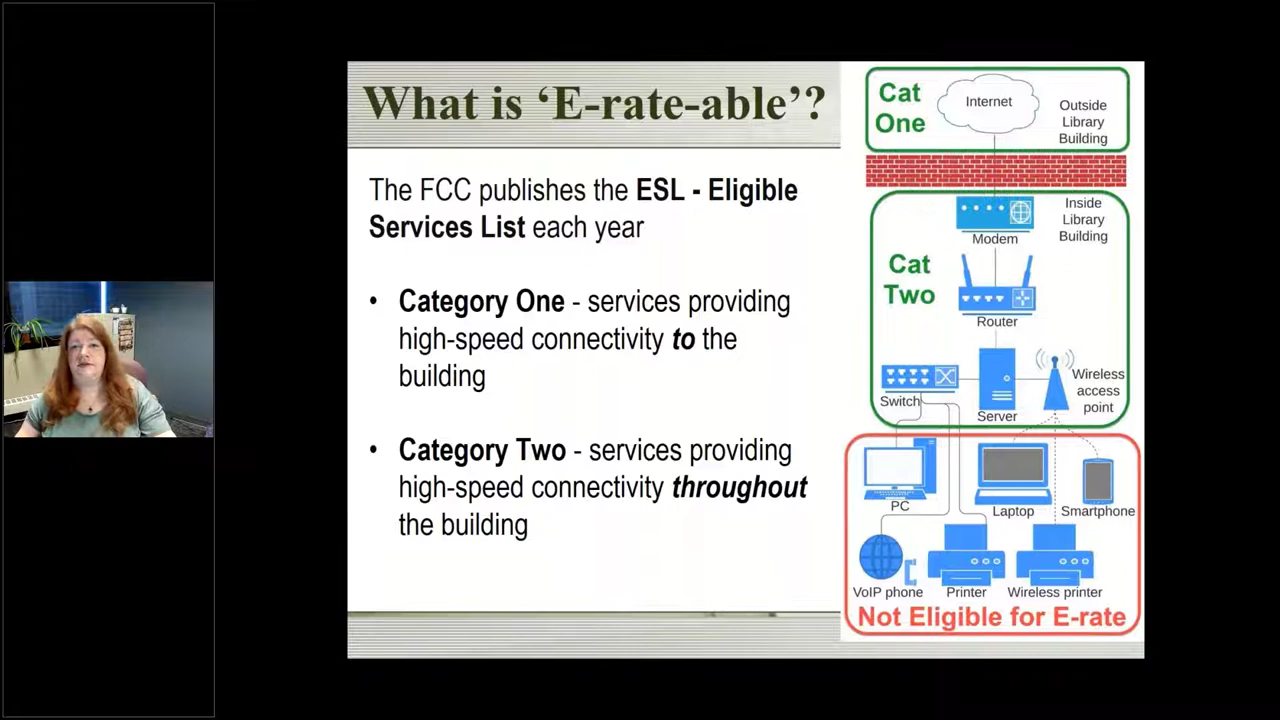 What is ‘E-rate-able’?
The FCC publishes the ESL - Eligible
Services List each year
• Category One - services providing
high-speed connectivity to the
building
• Category Two - services providing
high-speed connectivity throughout
the building
Cat
One
Internet
Outside
Library
Building
Inside
Library
Building
Modem
Cat
Two
Router
Switch
Server
Wireless
access
point
PC
Laptop
Smartphone
VoIP phone
Printer
Wireless printer
Not Eligible for E-rate